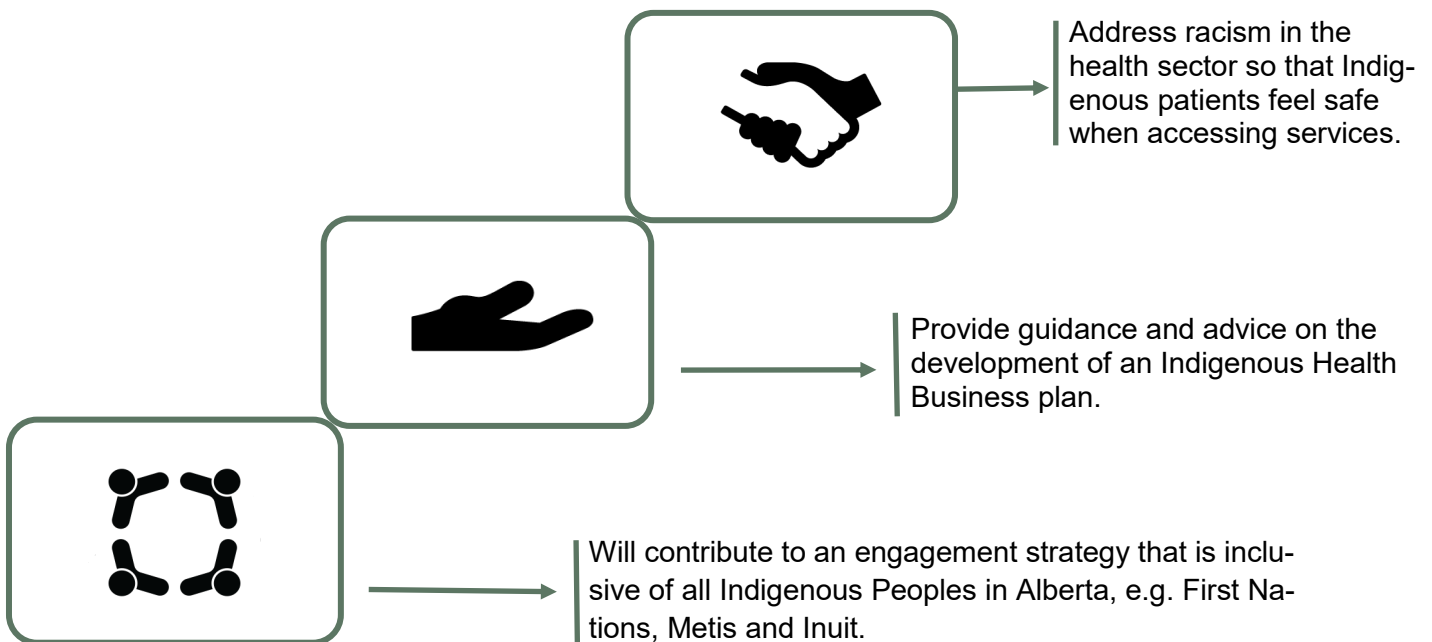 Address racism in the
health sector so that Indig-
enous patients feel safe
when accessing services.
Provide guidance and advice on the
development of an Indigenous Health
Business plan.
Will contribute to an engagement strategy that is inclu-
sive of all Indigenous Peoples in Alberta, e.g. First Na-
tions, Metis and Inuit.